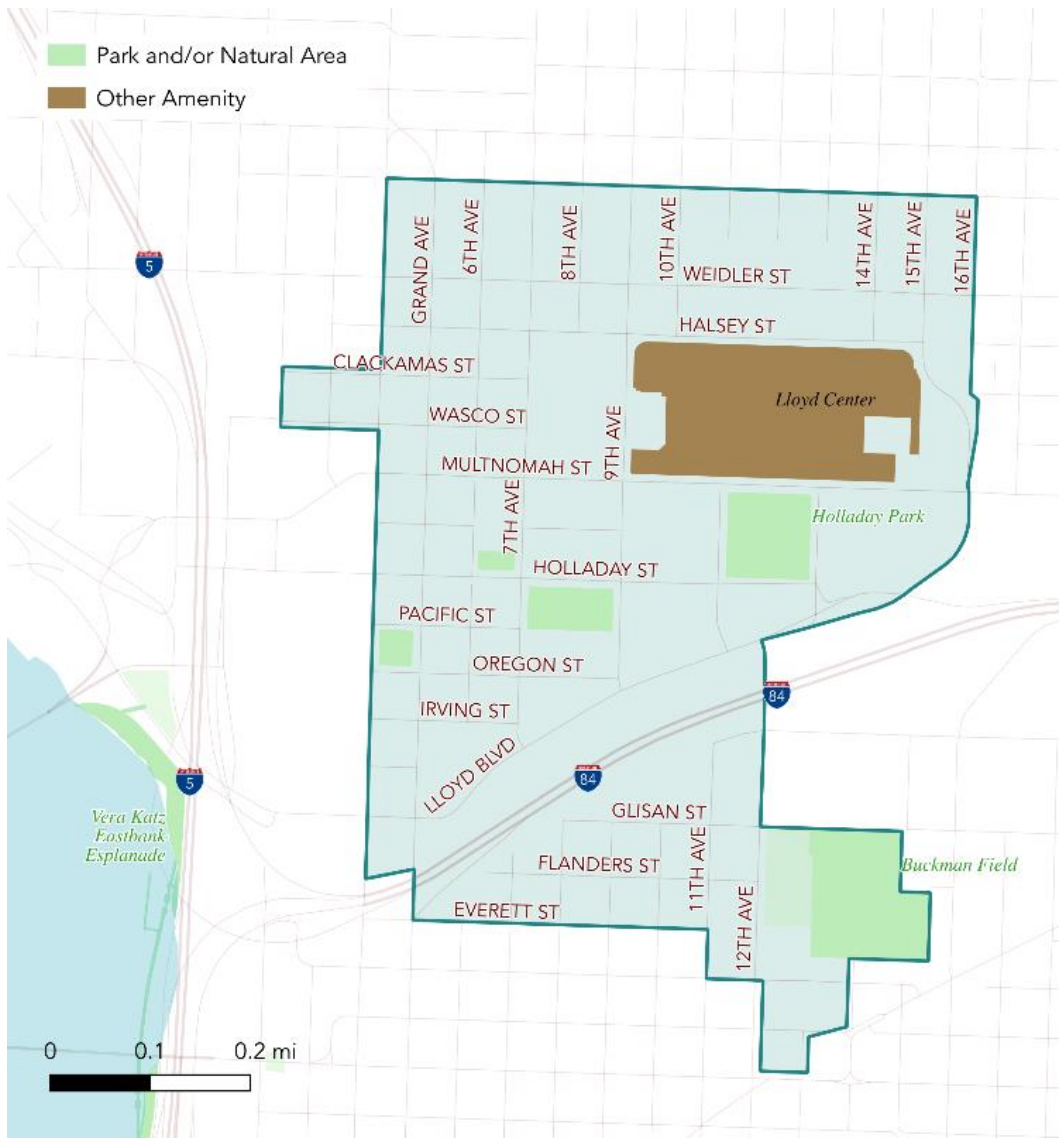 Park and/or Natural Area
Other Amenity
GRAND AVE
6TH AVE
8TH AVE
10TH AVE
14TH AVE
15TH AVE
16TH AVE
5
WEIDLER ST
HALSEY ST
CLACKAMAS ST
Lloyd Center
WASCO ST
9TH AVE
MULTNOMAH ST
7TH AVE
Holladay Park
HOLLADAY ST
PACIFIC ST
OREGON ST
84
IRVING ST
LLOYD BLVD
84
5
GLISAN ST
Vera Katz
Eastbank
Esplanade
FLANDERS ST
11TH AVE
Buckman Field
EVERETT ST
12TH AVE
0 0.1 0.2 mi